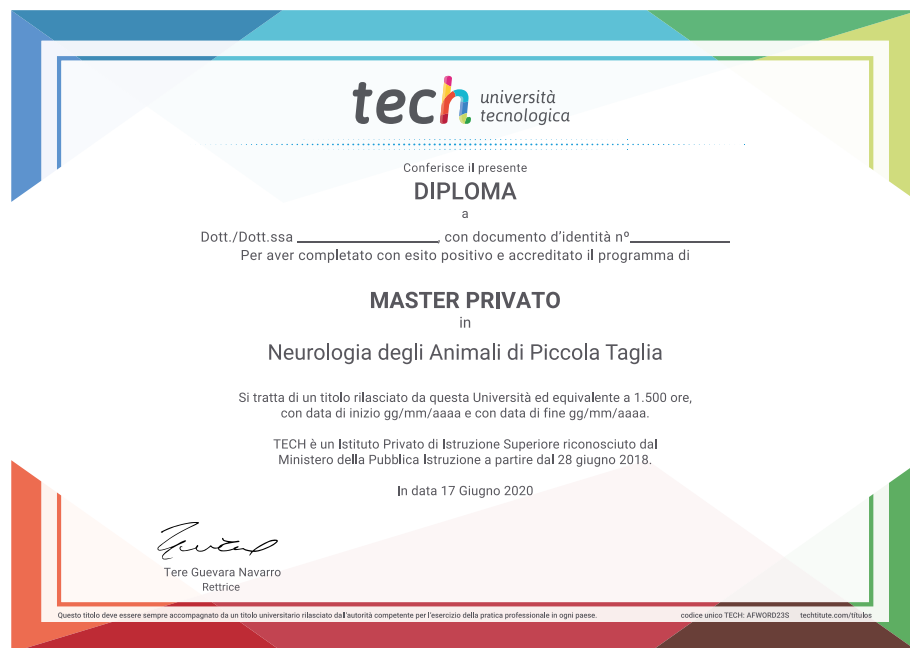 tech università
tecnologica
Conferisce il presente
DIPLOMA
a
Dott./Dott.ssa , con documento d'identità nº
Per aver completato con esito positivo e accreditato il programma di
MASTER PRIVATO
in
Neurologia degli Animali di Piccola Taglia
Si tratta di un titolo rilasciato da questa Università ed equivalente a 1.500 ore,
con data di inizio gg/mm/aaaa e con data di fine gg/mm/aaaa.
TECH è un Istituto Privato di Istruzione Superiore riconosciuto dal
Ministero della Pubblica Istruzione a partire dal 28 giugno 2018.
In data 17 Giugno 2020
Tere Guevara Navarro
Rettrice
Questo titolo deve essere sempre accompagnato da un titolo universitario rilasciato dall'autorità competente per l'esercizio della pratica professionale in ogni paese. codice unico TECH: AFWORD23S techtitute.com/titulos